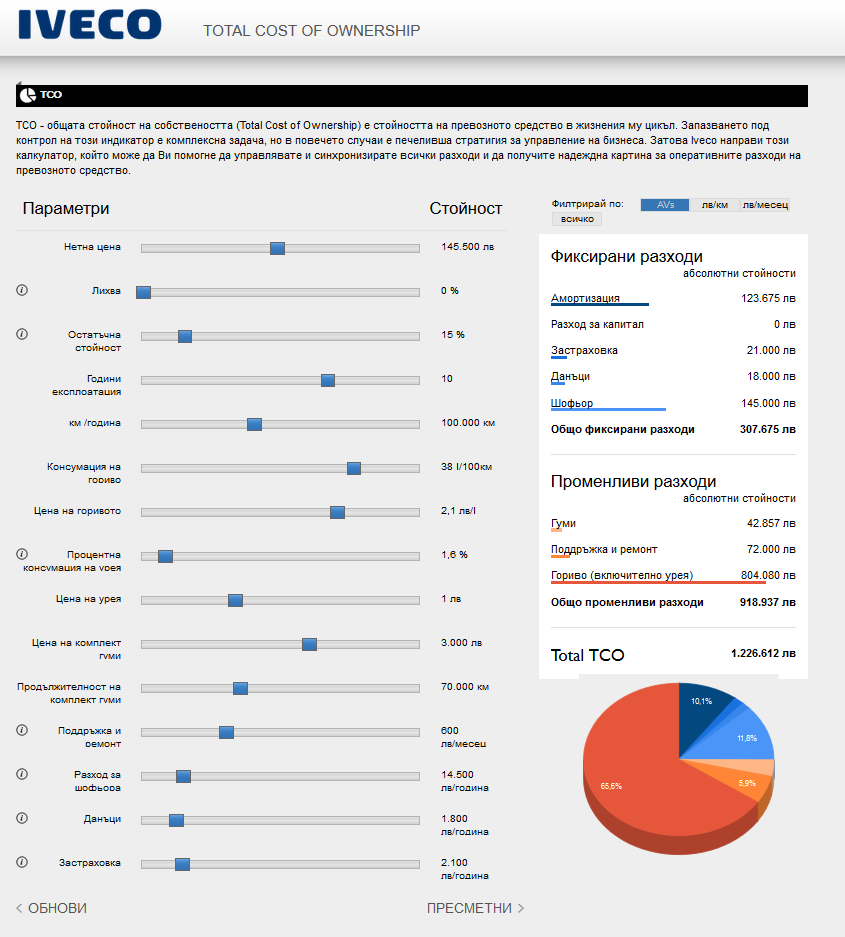 IVECO
TOTAL COST OF OWNERSHIP
TCO
TCO - общата стойност на собствеността (Total Cost of Ownership) е стойността на превозното средство в жизнения му цикъл. Запазването под
контрол на този индикатор е комплексна задача, но в повечето случаи е печеливша стратегия за управление на бизнеса. Затова Iveco направи този
калкулатор, който може да Ви помогне да управлявате и синхронизирате всички разходи и да получите надеждна картина за оперативните разходи на
превозното средство.
Параметри Стойност
Нетна цена 145.500 лв
Лихва 0 %
Остатъчна 15 %
стойност
Години 10
експлоатация
км /година 100.000 км
Консумация на 38 l/100км
гориво
Цена на горивото 2,1 лв/l
Процентна 1,6 %
консумация на урея
Цена на урея 1 лв
Цена на комплект 3.000 лв
гуми
Продължителност на 70.000 км
комплект гуми
Поддръжка и 600
ремонт лв/месец
Разход за 14.500
шофьора лв/година
Данъци 1.800
лв/година
Застраховка 2.100
лв/година
< ОБНОВИ ПРЕСМЕТНИ >
Филтрирай по: AVs лв/км лв/месец
всичко
Фиксирани разходи
абсолютни стойности
Амортизация 123.675 лв
Разход за капитал 0 лв
Застраховка 21.000 лв
Данъци 18.000 лв
Шофьор 145.000 лв
Общо фиксирани разходи 307.675 лв
Променливи разходи
абсолютни стойности
Гуми 42.857 лв
Поддръжка и ремонт 72.000 лв
Гориво (включително урея) 804.080 лв
Общо променливи разходи 918.937 лв
Total TCO 1.226.612 лв
10,1%
11,8%
5,9%
65,6%